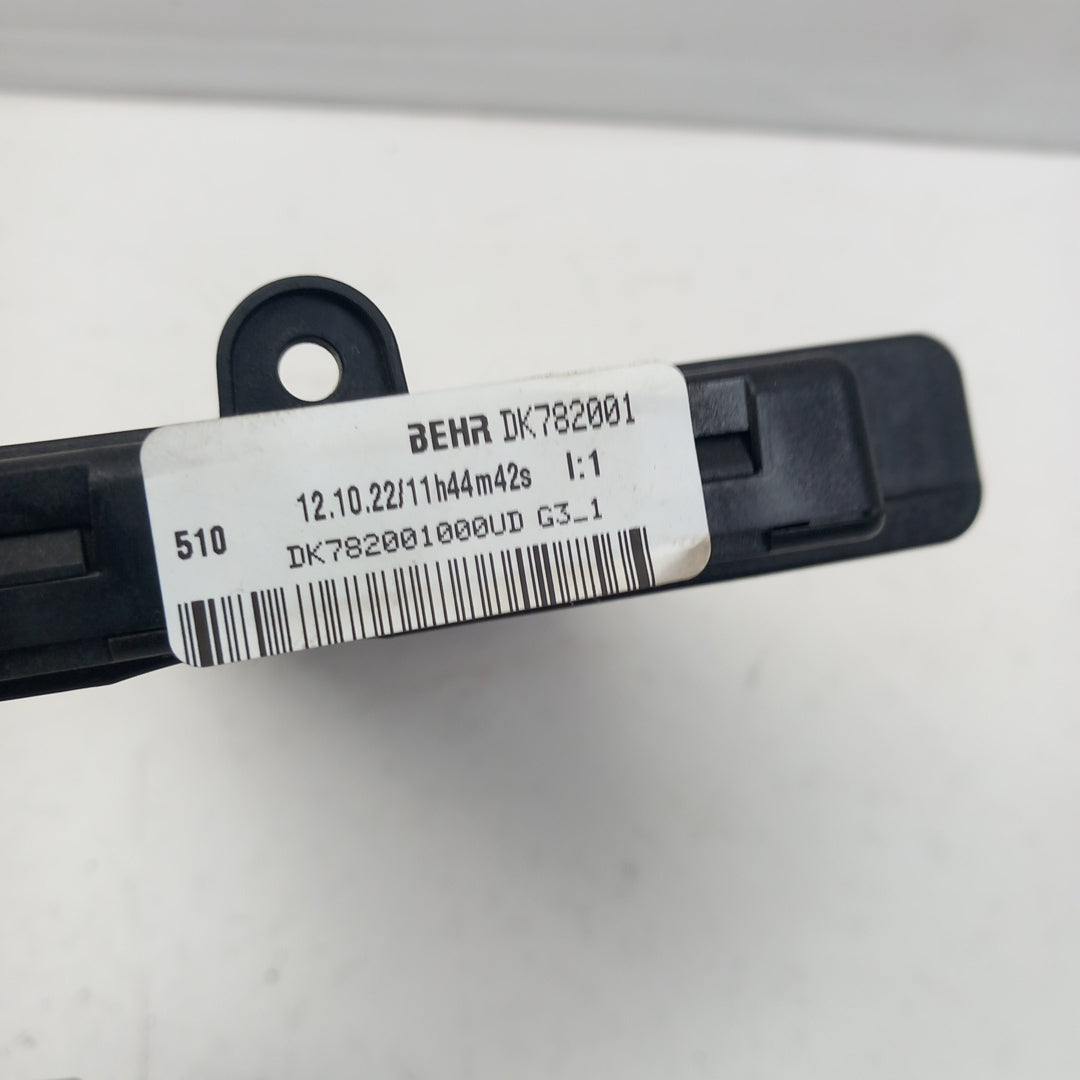 BEHR DK782001
12.10.22/11h44m42s I:1
510
DK782001000UD G3_1